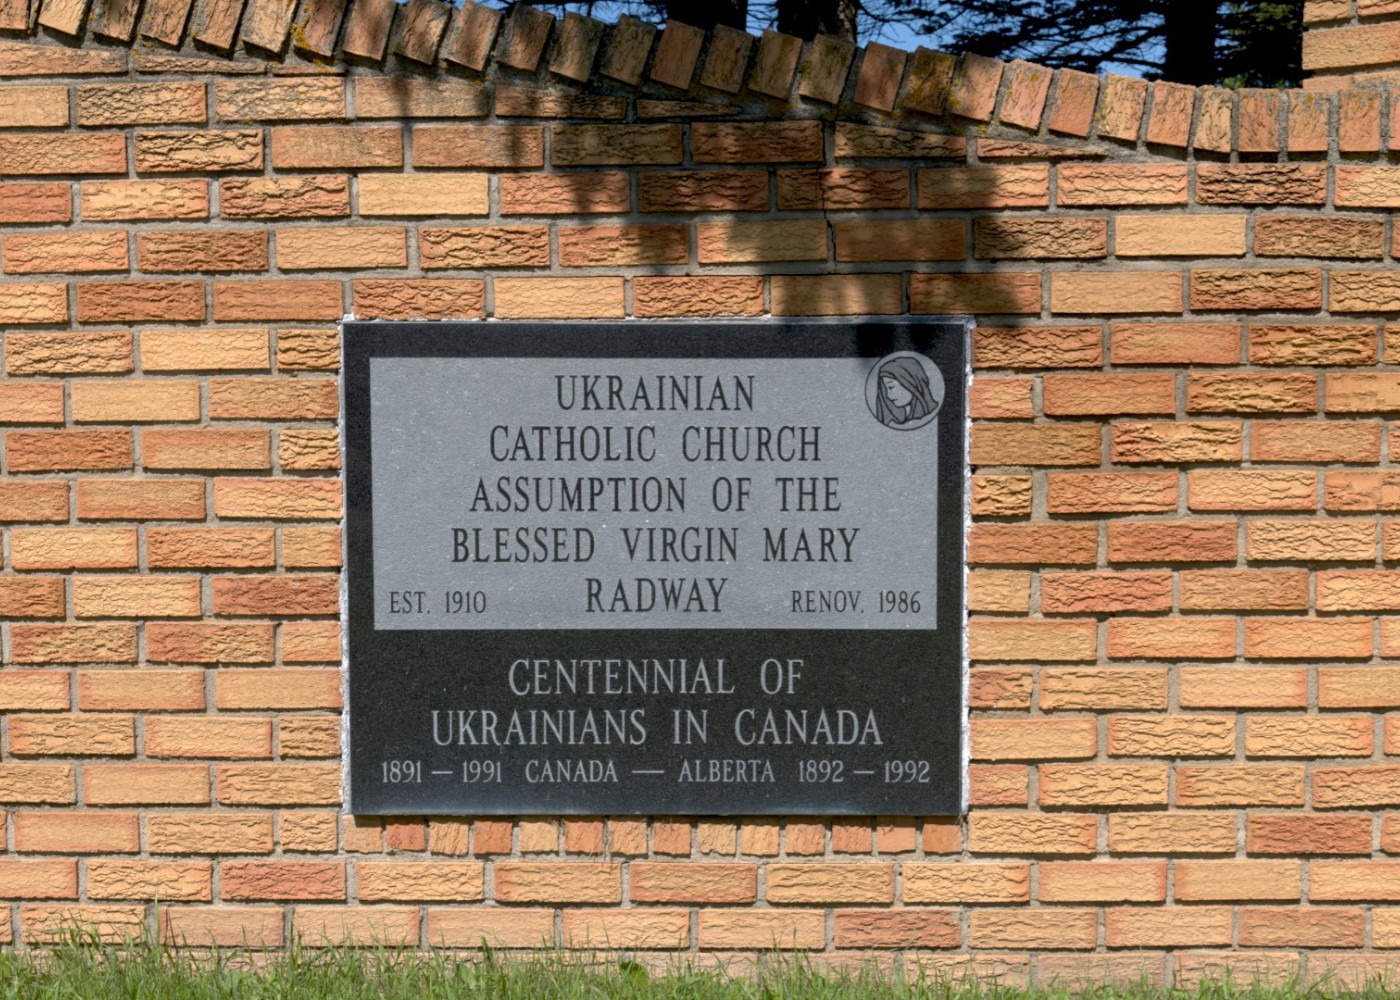 UKRAINIAN
CATHOLIC CHURCH
ASSUMPTION OF THE
BLESSED VIRGIN MARY
RADWAY
EST. 1910 RENOV. 1986
CENTENNIAL OF
UKRAINIANS IN CANADA
1891 — 1991 CANADA — ALBERTA 1892 — 1992